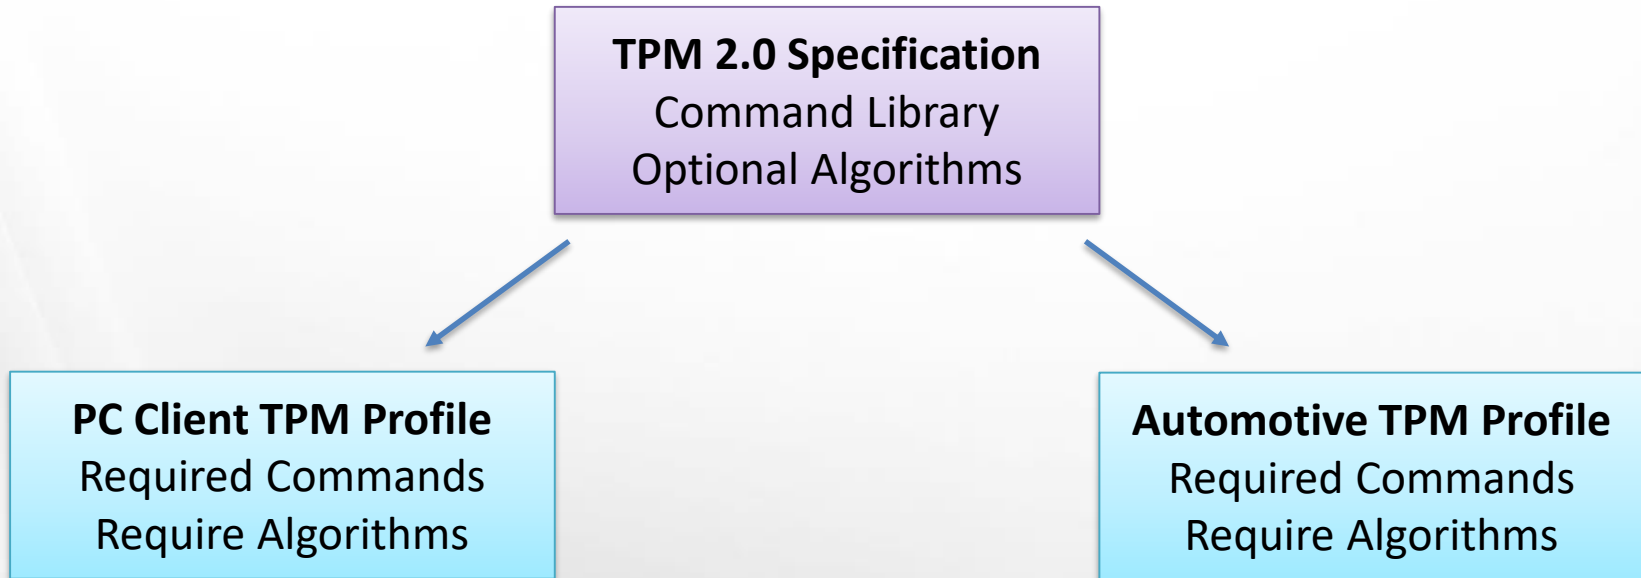 TPM 2.0 Specification
Command Library
Optional Algorithms
PC Client TPM Profile
Required Commands
Require Algorithms
Automotive TPM Profile
Required Commands
Require Algorithms